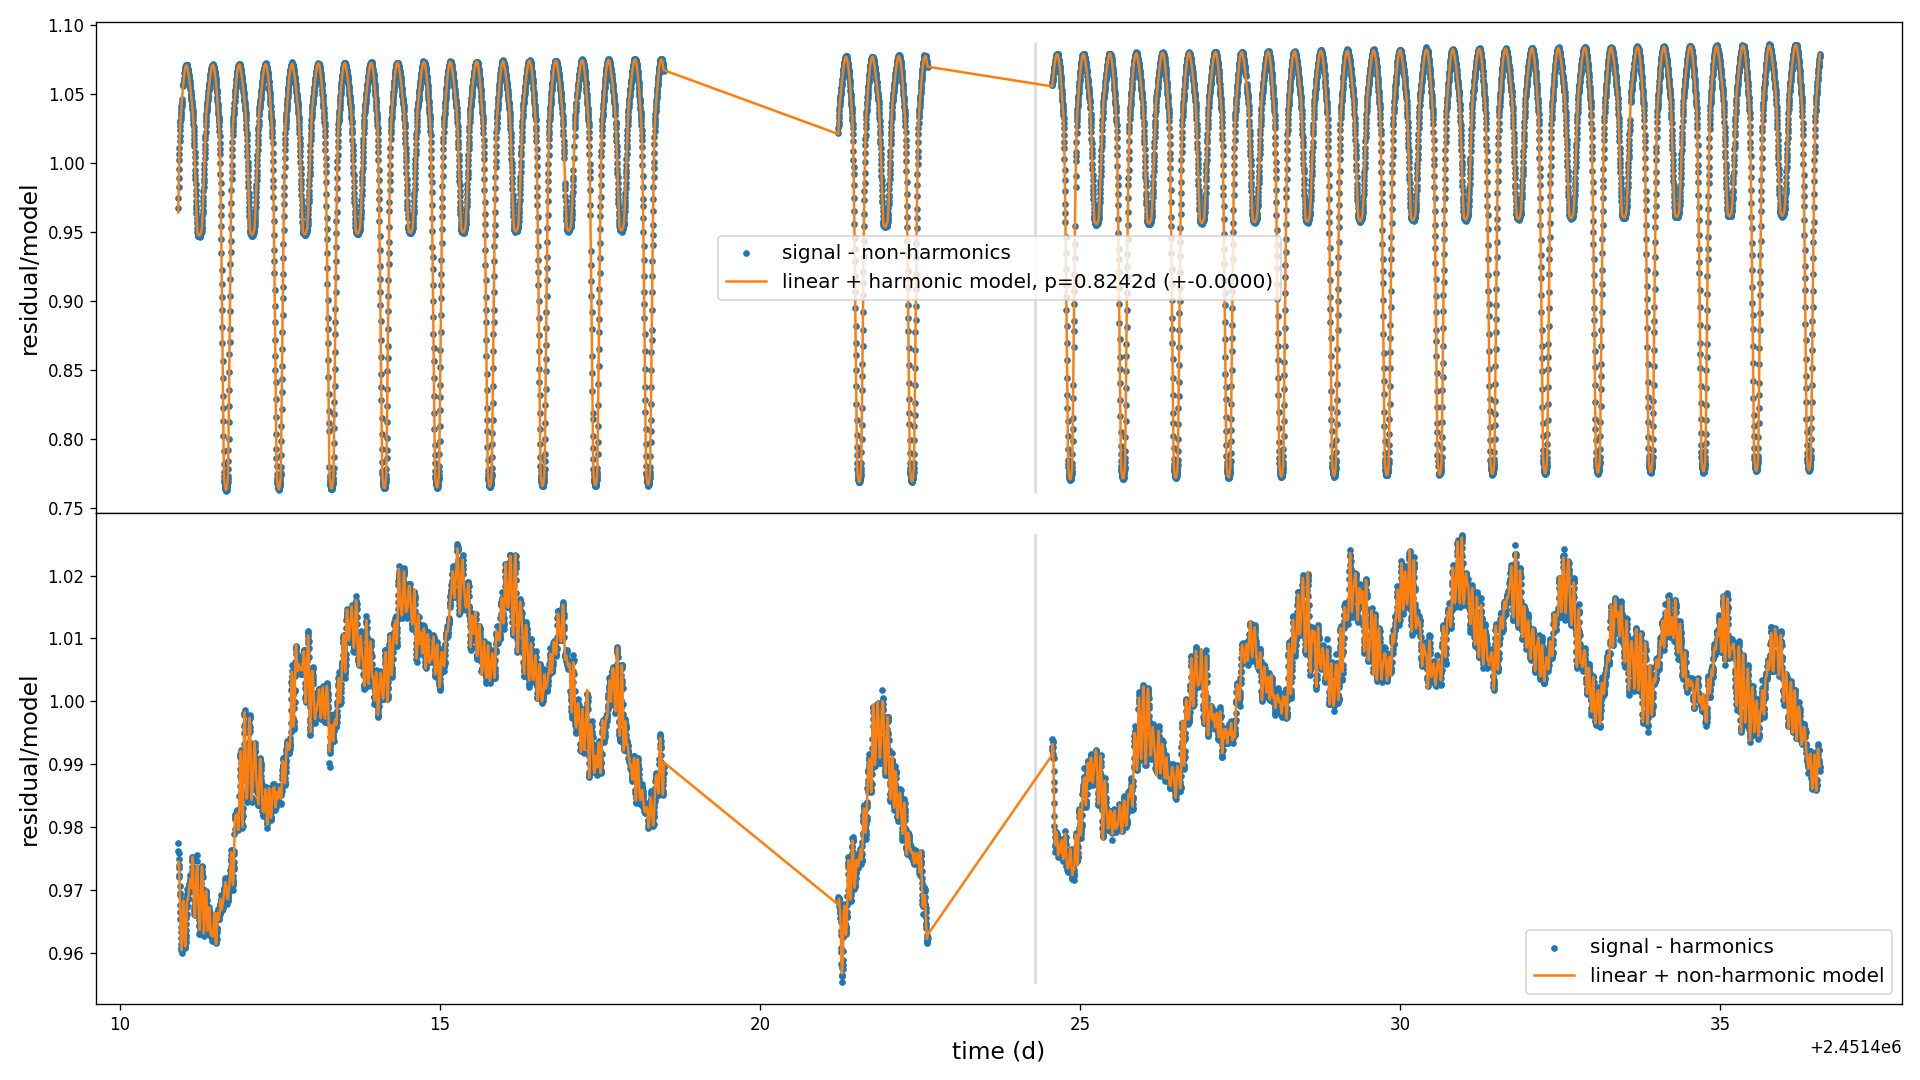 1.10
1.05
1.00
0.95
0.90
0.85
0.80
0.75
residual/model
signal - non-harmonics
linear + harmonic model, p=0.8242d (+-0.0000)
1.02
1.01
1.00
0.99
0.98
0.97
0.96
residual/model
signal - harmonics
linear + non-harmonic model
10 15 20 25 30 35
time (d)
+2.4514e6